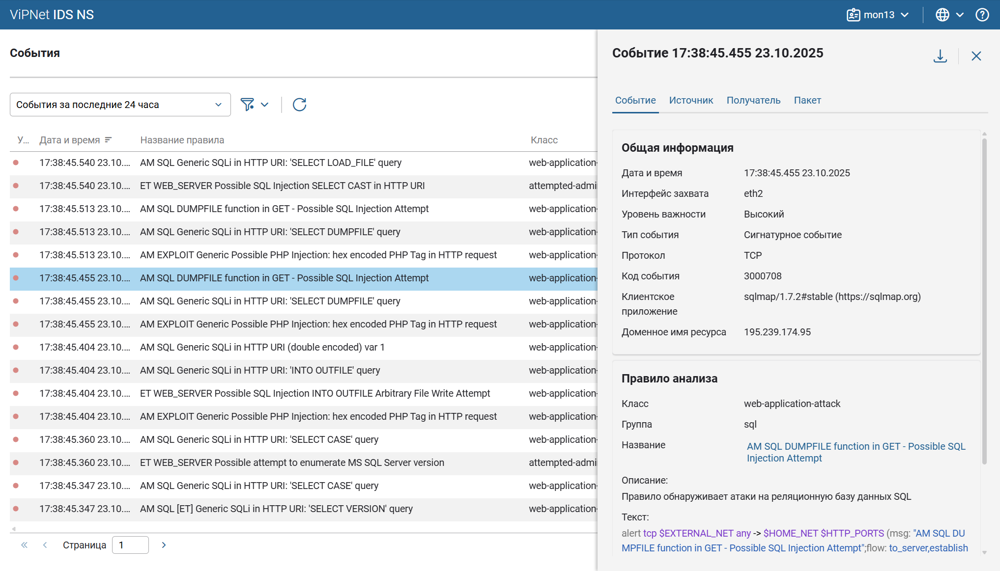 ViPNet IDS NS
mon13
События
События за последние 24 часа
У... Дата и время Название правила Класс
17:38:45.540 23.10.... AM SQL Generic SQLi in HTTP URI: 'SELECT LOAD_FILE' query web-application-
17:38:45.540 23.10.... ET WEB_SERVER Possible SQL Injection SELECT CAST in HTTP URI attempted-admi
17:38:45.513 23.10.... AM SQL DUMPFILE function in GET - Possible SQL Injection Attempt web-application-
17:38:45.513 23.10.... AM SQL Generic SQLi in HTTP URI: 'SELECT DUMPFILE' query web-application-
17:38:45.513 23.10.... AM EXPLOIT Generic Possible PHP Injection: hex encoded PHP Tag in HTTP request web-application-
17:38:45.455 23.10.... AM SQL DUMPFILE function in GET - Possible SQL Injection Attempt web-application-
17:38:45.455 23.10.... AM SQL Generic SQLi in HTTP URI: 'SELECT DUMPFILE' query web-application-
17:38:45.455 23.10.... AM EXPLOIT Generic Possible PHP Injection: hex encoded PHP Tag in HTTP request web-application-
17:38:45.404 23.10.... AM SQL Generic SQLi in HTTP URI (double encoded) var 1 web-application-
17:38:45.404 23.10.... AM SQL Generic SQLi in HTTP URI: 'INTO OUTFILE' query web-application-
17:38:45.404 23.10.... ET WEB_SERVER Possible SQL Injection INTO OUTFILE Arbitrary File Write Attempt web-application-
17:38:45.404 23.10.... AM EXPLOIT Generic Possible PHP Injection: hex encoded PHP Tag in HTTP request web-application-
17:38:45.360 23.10.... AM SQL Generic SQLi in HTTP URI: 'SELECT CASE' query web-application-
17:38:45.360 23.10.... ET WEB_SERVER Possible attempt to enumerate MS SQL Server version attempted-admi
17:38:45.347 23.10.... AM SQL Generic SQLi in HTTP URI: 'SELECT CASE' query web-application-
17:38:45.347 23.10.... AM SQL [ET] Generic SQLi in HTTP URI: 'SELECT VERSION' query web-application-
Страница 1
Событие 17:38:45.455 23.10.2025
Событие Источник Получатель Пакет
Общая информация
Дата и время 17:38:45.455 23.10.2025
Интерфейс захвата eth2
Уровень важности Высокий
Тип события Сигнатурное событие
Протокол TCP
Код события 3000708
Клиентское sqlmap/1.7.2#stable (https://sqlmap.org)
приложение
Доменное имя ресурса 195.239.174.95
Правило анализа
Класс web-application-attack
Группа sql
Название AM SQL DUMPFILE function in GET - Possible SQL
Injection Attempt
Описание:
Правило обнаруживает атаки на реляционную базу данных SQL
Текст:
alert tcp $EXTERNAL_NET any -> $HOME_NET $HTTP_PORTS (msg: "AM SQL DU
MPFILE function in GET - Possible SQL Injection Attempt";flow: to_server,establish